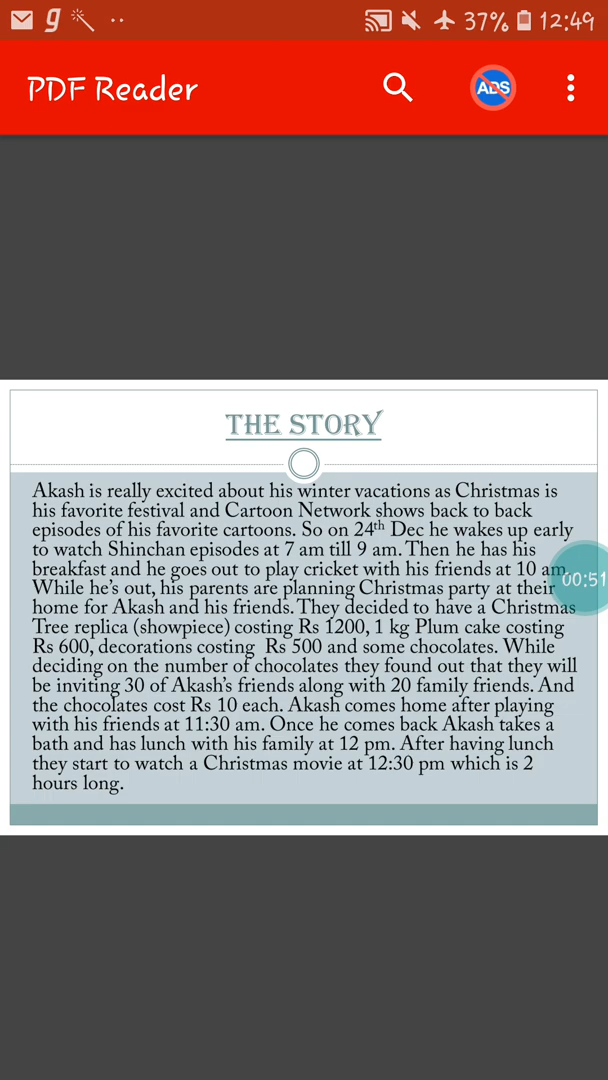 37% 12:49
PDF Reader
ADS
THE STORY
Akash is really excited about his winter vacations as Christmas is
his favorite festival and Cartoon Network shows back to back
episodes of his favorite cartoons. So on 24th Dec he wakes up early
to watch Shinchan episodes at 7 am till 9 am. Then he has his
breakfast and he goes out to play cricket with his friends at 10 am.
While he's out, his parents are planning Christmas party at their
00:51
home for Akash and his friends. They decided to have a Christmas
Tree replica (showpiece) costing Rs 1200, 1 kg Plum cake costing
Rs 600, decorations costing Rs 500 and some chocolates. While
deciding on the number of chocolates they found out that they will
be inviting 30 of Akash's friends along with 20 family friends. And
the chocolates cost Rs 10 each. Akash comes home after playing
with his friends at 11:30 am. Once he comes back Akash takes a
bath and has lunch with his family at 12 pm. After having lunch
they start to watch a Christmas movie at 12:30 pm which is 2
hours long.